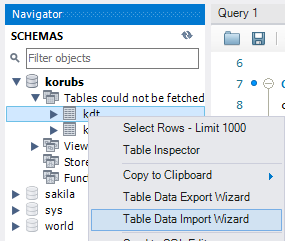 Navigator
Query 1
SCHEMAS
Filter objects
korubs
Tables could not be fetched
kdt
k
View
Store
Funct
sakila
sys
world
6
7
8
Select Rows - Limit 1000
Table Inspector
Copy to Clipboard
Table Data Export Wizard
Table Data Import Wizard